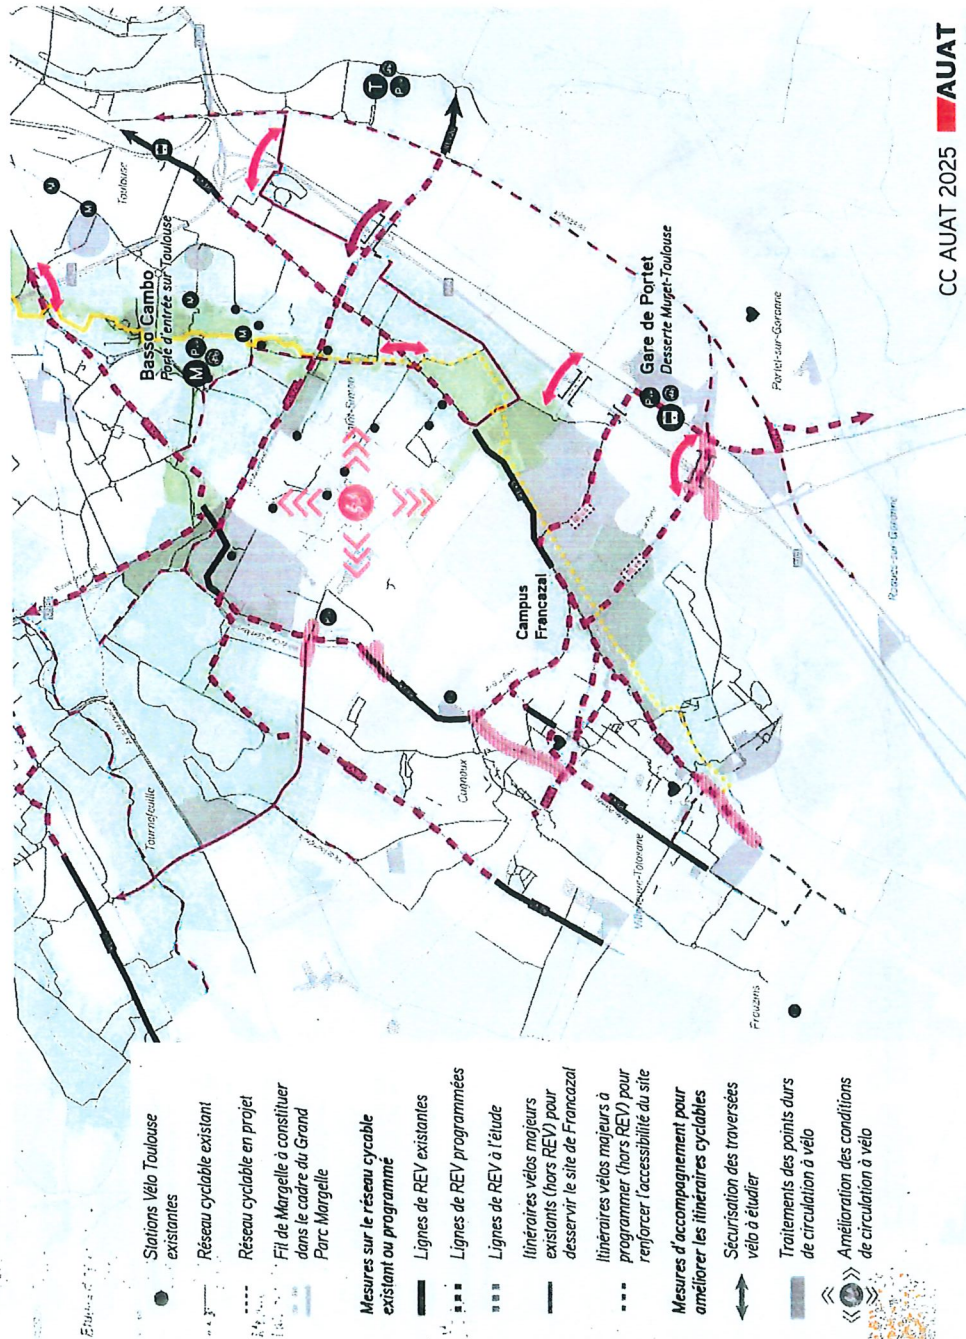 Stations Vélo Toulouse
existantes
Réseau cyclable existant
Réseau cyclable en projet
Fil de Margelle à constituer
dans le cadre du Grand
Parc Margelle
Mesures sur le réseau cyclable
existant ou programmé
Lignes de REV existantes
Lignes de REV programmées
Lignes de REV à l'étude
Itinéraires vélos majeurs
existants (hors REV) pour
desservir le site de Francazal
Itinéraires vélos majeurs à
programmer (hors REV) pour
renforcer l'accessibilité du site
Mesures d'accompagnement pour
améliorer les itinéraires cyclables
Sécurisation des traversées
vélo à étudier
Traitements des points durs
de circulation à vélo
Amélioration des conditions
de circulation à vélo
Toulouse
Basso Cambo
Porte d'entrée sur Toulouse
M
P
M
M
M
M
T
P
Tournefeuille
Saint-Simon
Cugnaux
Campus
Francazal
Gare de Portet
Desserte Muret-Toulouse
P
Portet-sur-Garonne
Roques-sur-Garonne
Villeneuve-Tolosane
Frouzins
CC AUAT 2025
AUAT